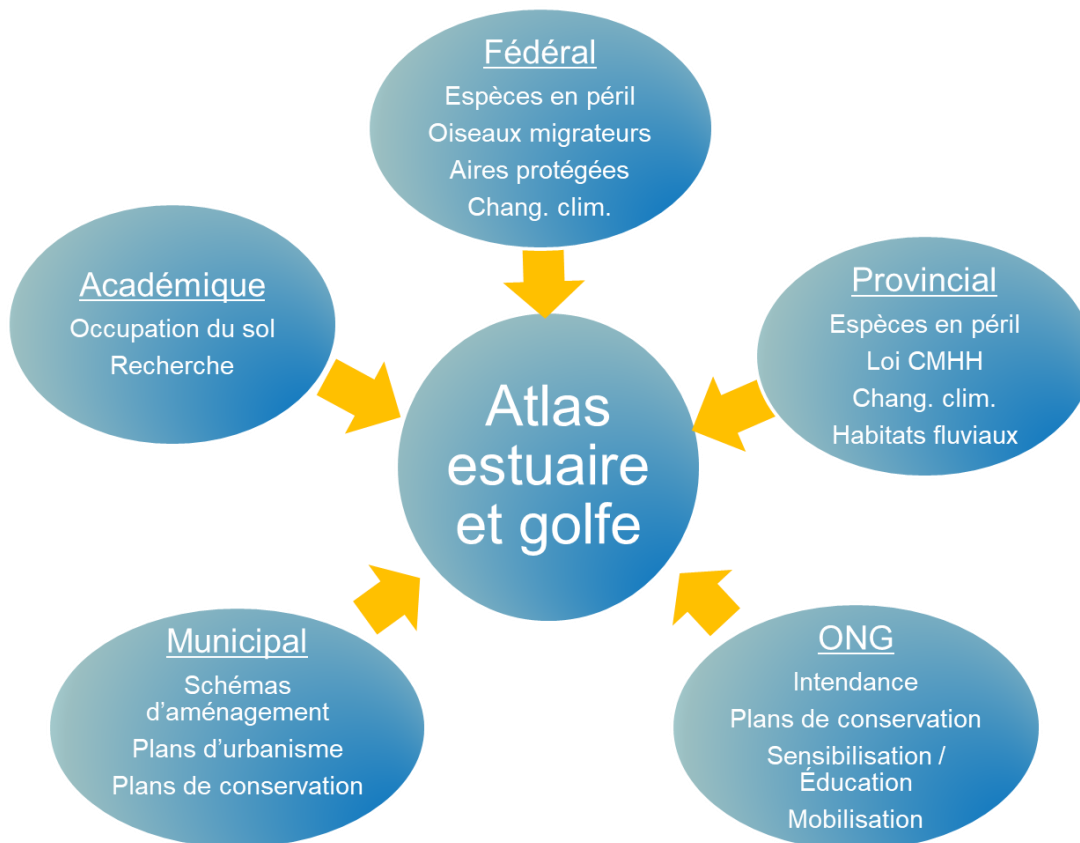 Fédéral
Espèces en péril
Oiseaux migrateurs
Aires protégées
Chang. clim.
Académique
Occupation du sol
Recherche
Provincial
Espèces en péril
Loi CMHH
Chang. clim.
Habitats fluviaux
Atlas
estuaire
et golfe
Municipal
Schémas
d’aménagement
Plans d’urbanisme
Plans de conservation
ONG
Intendance
Plans de conservation
Sensibilisation /
Éducation
Mobilisation